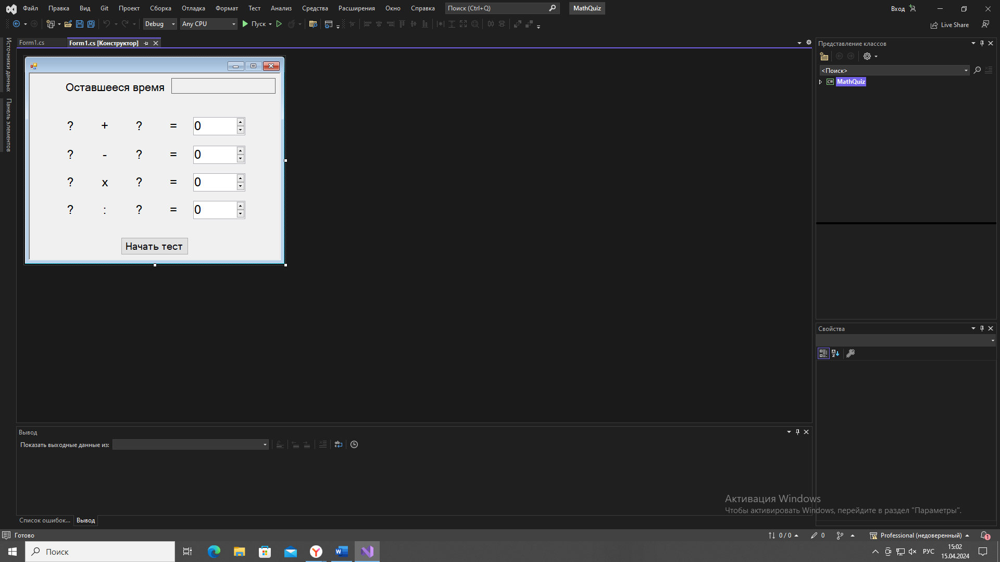 Файл Правка Вид Git Проект Сборка Отладка Формат Тест Анализ Средства Расширения Окно Справка Поиск (Ctrl+Q) MathQuiz Вход
Debug Any CPU Пуск Live Share
Источники данных
Панель элементов
Form1.cs Form1.cs [Конструктор]
Оставшееся время
? + ? = 0
? - ? = 0
? x ? = 0
? : ? = 0
Начать тест
Представление классов
<Поиск>
C# MathQuiz
Свойства
Вывод
Показать выходные данные из:
Активация Windows
Чтобы активировать Windows, перейдите в раздел "Параметры".
Список ошибок... Вывод
Готово 0 / 0 0 Professional (недоверенный) 1
Поиск РУС 15:02
15.04.2024